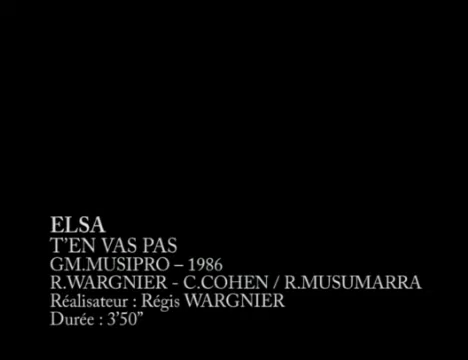 ELSA
T'EN VAS PAS
GM.MUSIPRO – 1986
R.WARGNIER - C.COHEN / R.MUSUMARRA
Réalisateur : Régis WARGNIER
Durée : 3’50”